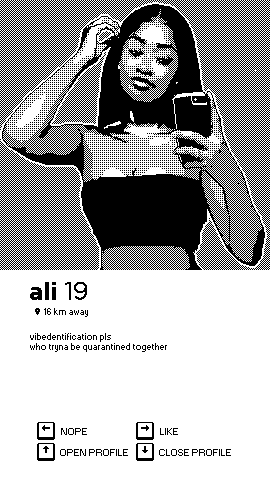 ali 19
16 km away
vibedentification pls
who tryna be quarantined together
NOPE LIKE
OPEN PROFILE CLOSE PROFILE